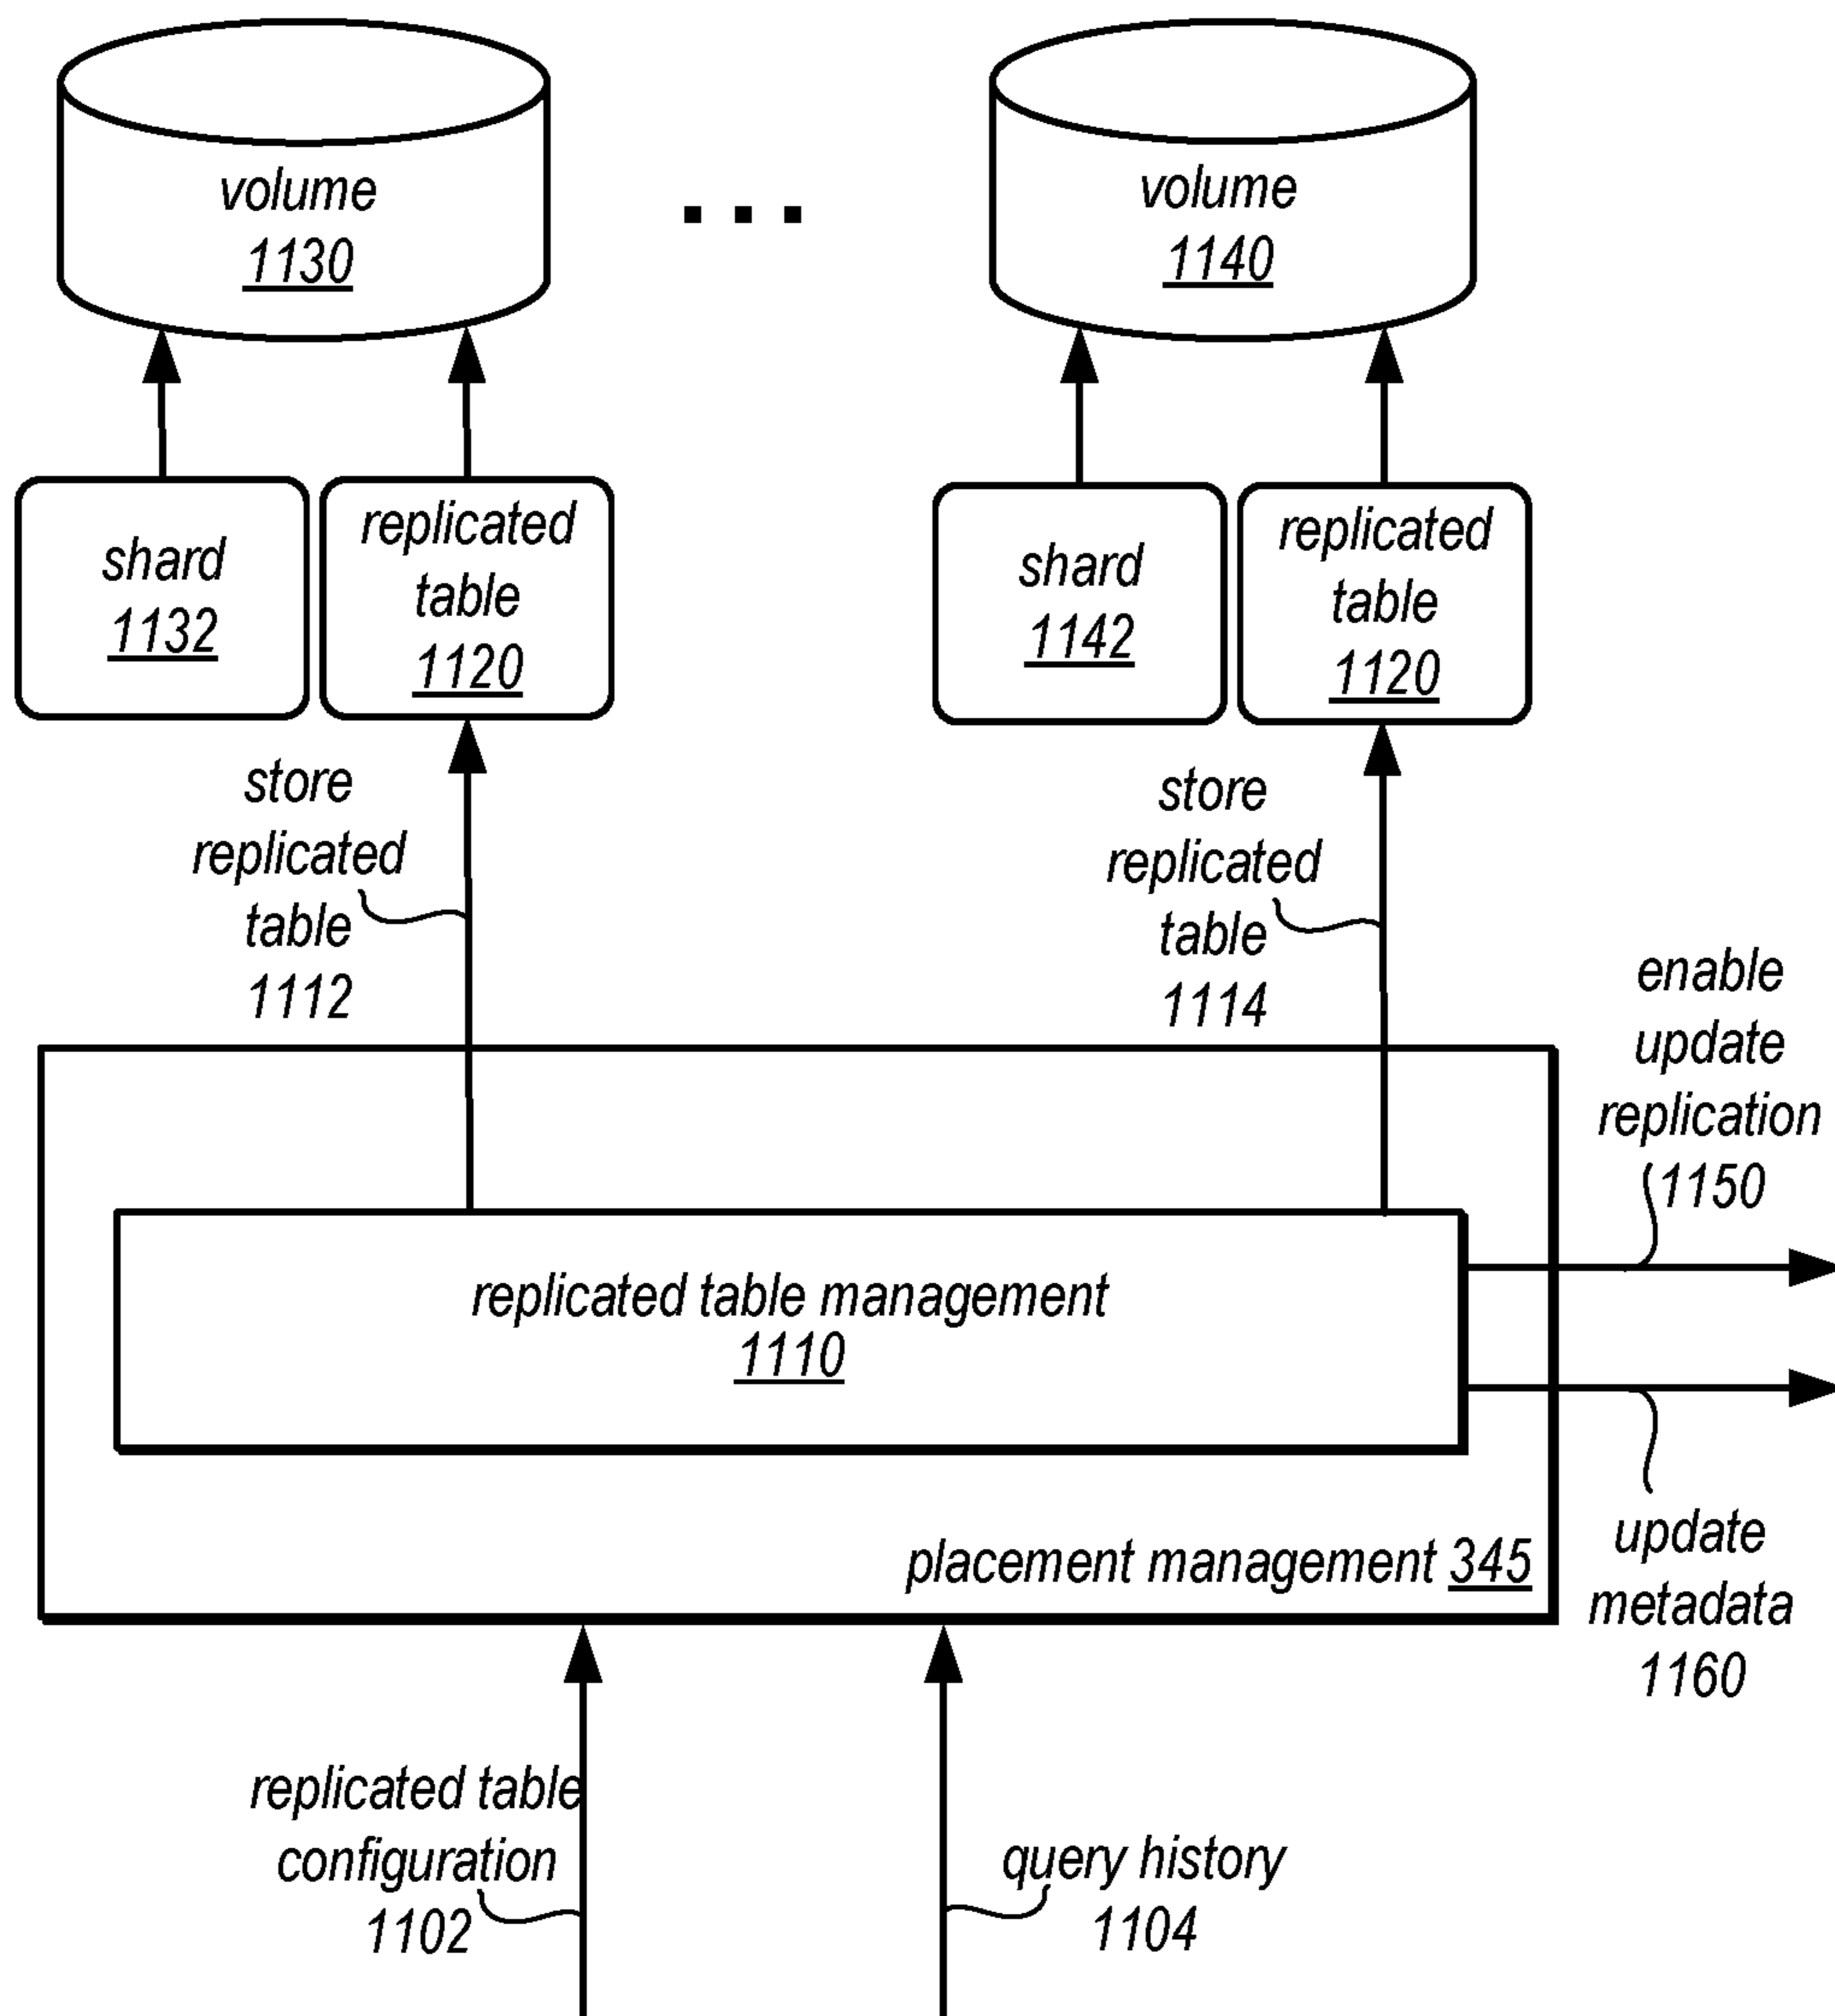 volume
1130
...
volume
1140
shard
1132
replicated
table
1120
shard
1142
replicated
table
1120
store
replicated
table
1112
store
replicated
table
1114
enable
update
replication
1150
replicated table management
1110
placement management 345
update
metadata
1160
replicated table
configuration
1102
query history
1104